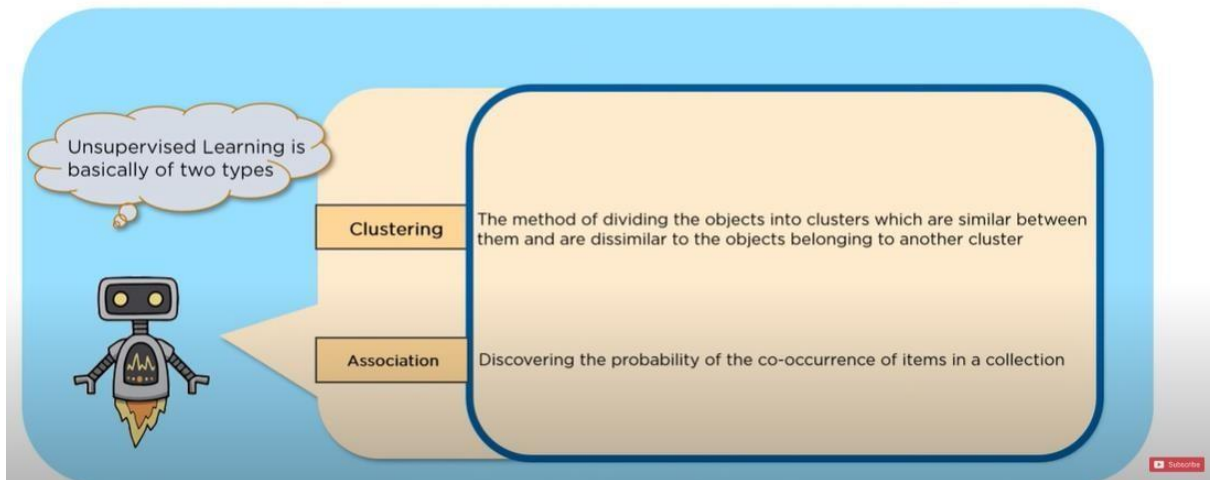 Unsupervised Learning is
basically of two types
Clustering
The method of dividing the objects into clusters which are similar between
them and are dissimilar to the objects belonging to another cluster
Association
Discovering the probability of the co-occurrence of items in a collection
Subscribe